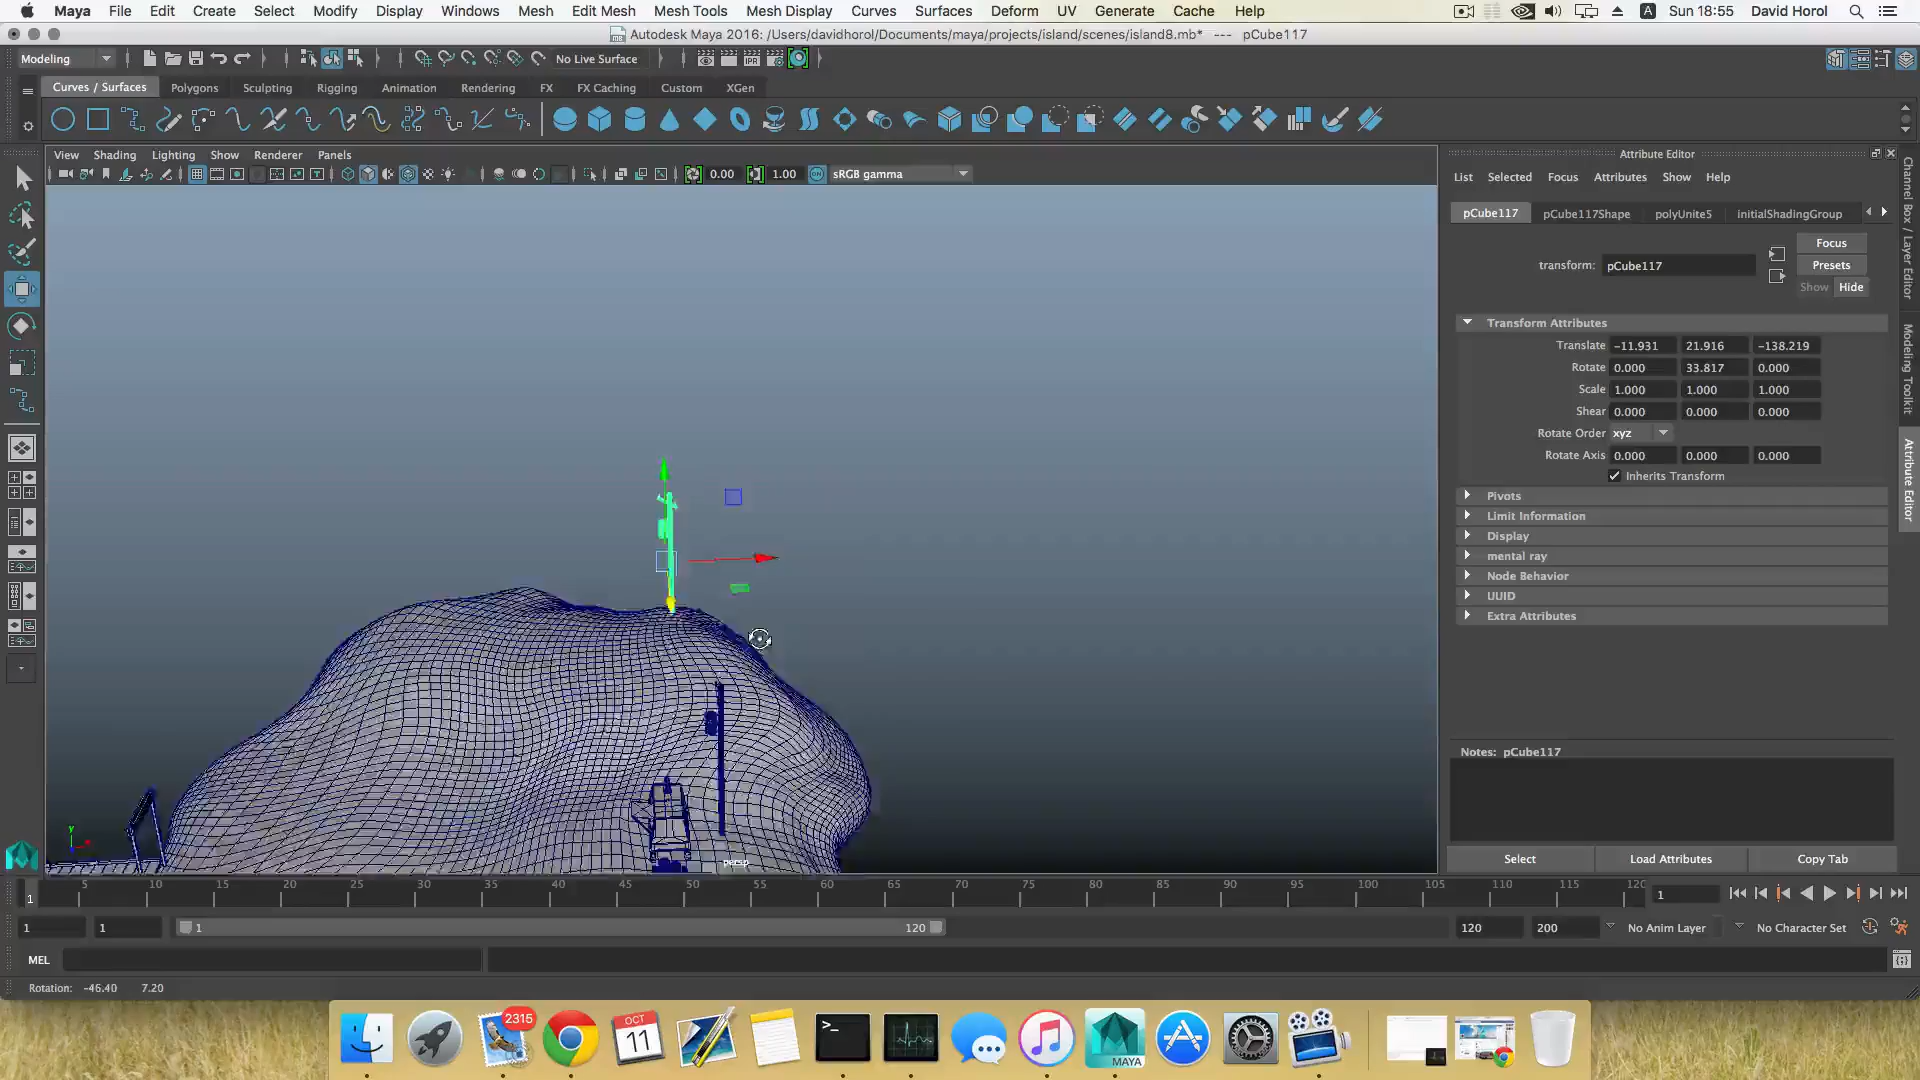 Maya File Edit Create Select Modify Display Windows Mesh Edit Mesh Mesh Tools Mesh Display Curves Surfaces Deform UV Generate Cache Help A Sun 18:55 David Horol
Autodesk Maya 2016: /Users/davidhorol/Documents/maya/projects/island/scenes/island8.mb* --- pCube117
Modeling No Live Surface
Curves / Surfaces Polygons Sculpting Rigging Animation Rendering FX FX Caching Custom XGen
View Shading Lighting Show Renderer Panels
0.00 1.00 sRGB gamma
Attribute Editor
List Selected Focus Attributes Show Help
pCube117 pCube117Shape polyUnite5 initialShadingGroup
Focus
transform: pCube117 Presets
Show Hide
Transform Attributes
Translate -11.931 21.916 -138.219
Rotate 0.000 33.817 0.000
Scale 1.000 1.000 1.000
Shear 0.000 0.000 0.000
Rotate Order xyz
Rotate Axis 0.000 0.000 0.000
Inherits Transform
Pivots
Limit Information
Display
mental ray
Node Behavior
UUID
Extra Attributes
Notes: pCube117
Select Load Attributes Copy Tab
Channel Box / Layer Editor
Modeling Toolkit
Attribute Editor
y
persp
1 5 10 15 20 25 30 35 40 45 50 55 60 65 70 75 80 85 90 95 100 105 110 115 120 1
1 1 1 120 120 200 No Anim Layer No Character Set
MEL
Rotation: -46.40 7.20
2315
OCT
11
MAYA